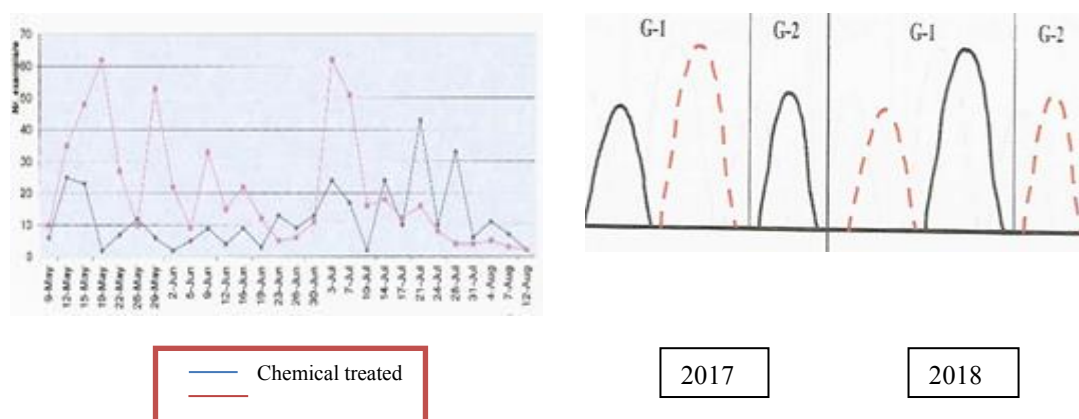 70
60
50
40
30
20
10
0
Nr. exemplare
9-May
12-May
15-May
19-May
22-May
26-May
29-May
2-Jun
5-Jun
9-Jun
12-Jun
16-Jun
19-Jun
23-Jun
26-Jun
30-Jun
3-Jul
7-Jul
10-Jul
14-Jul
17-Jul
21-Jul
24-Jul
28-Jul
31-Jul
4-Aug
7-Aug
12-Aug
Chemical treated
G-1
G-2
G-1
G-2
2017
2018